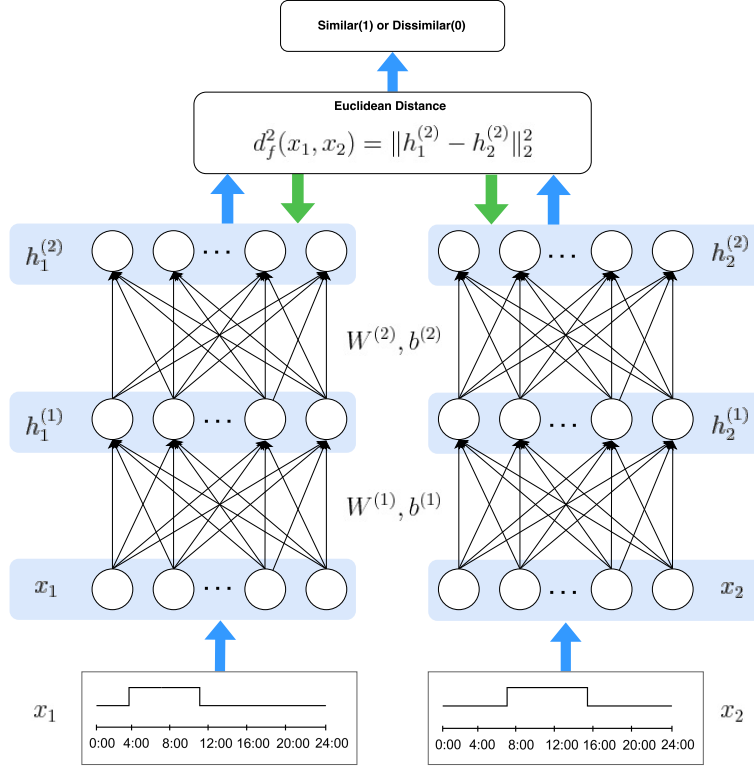 Similar(1) or Dissimilar(0)
Euclidean Distance
$d_f^2(x_1, x_2) = \|h_1^{(2)} - h_2^{(2)}\|_2^2$
$h_1^{(2)}$
$h_2^{(2)}$
$W^{(2)}, b^{(2)}$
$h_1^{(1)}$
$h_2^{(1)}$
$W^{(1)}, b^{(1)}$
$x_1$
$x_2$
$x_1$
$x_2$
0:00 4:00 8:00 12:00 16:00 20:00 24:00
0:00 4:00 8:00 12:00 16:00 20:00 24:00